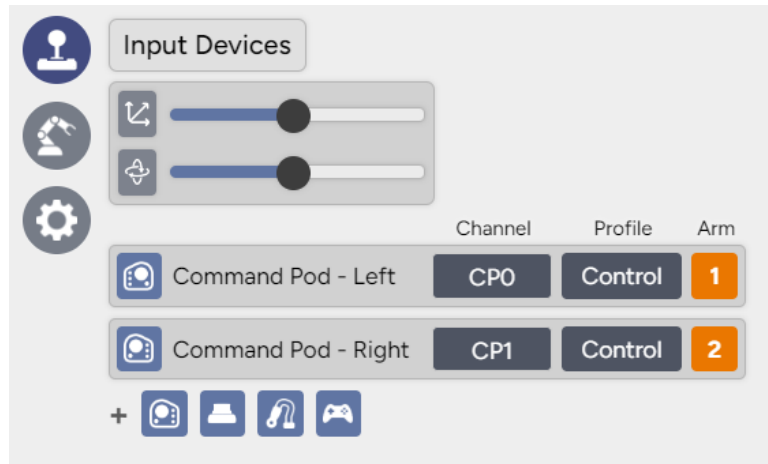 Input Devices
Channel Profile Arm
Command Pod - Left CP0 Control 1
Command Pod - Right CP1 Control 2
+